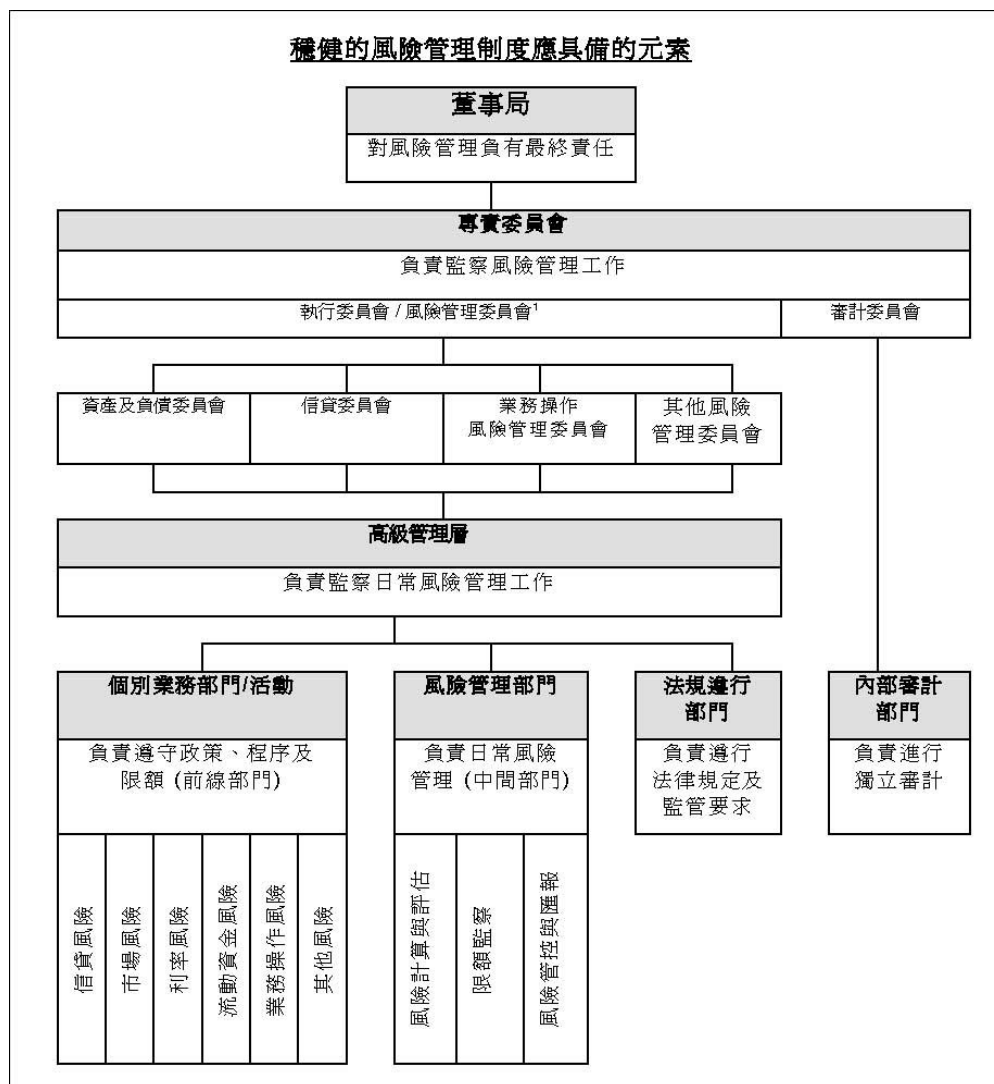 穩健的風險管理制度應具備的元素
董事局
對風險管理負有最終責任
專責委員會
負責監察風險管理工作
執行委員會 / 風險管理委員會¹
審計委員會
資產及負債委員會
信貸委員會
業務操作
風險管理委員會
其他風險
管理委員會
高級管理層
負責監察日常風險管理工作
個別業務部門/活動
負責遵守政策、程序及
限額 (前線部門)
信貸風險
市場風險
利率風險
流動資金風險
業務操作風險
其他風險
風險管理部門
負責日常風險
管理 (中間部門)
風險計算與評估
限額監察
風險管控與匯報
法規遵行
部門
負責遵行
法律規定及
監管要求
內部審計
部門
負責進行
獨立審計